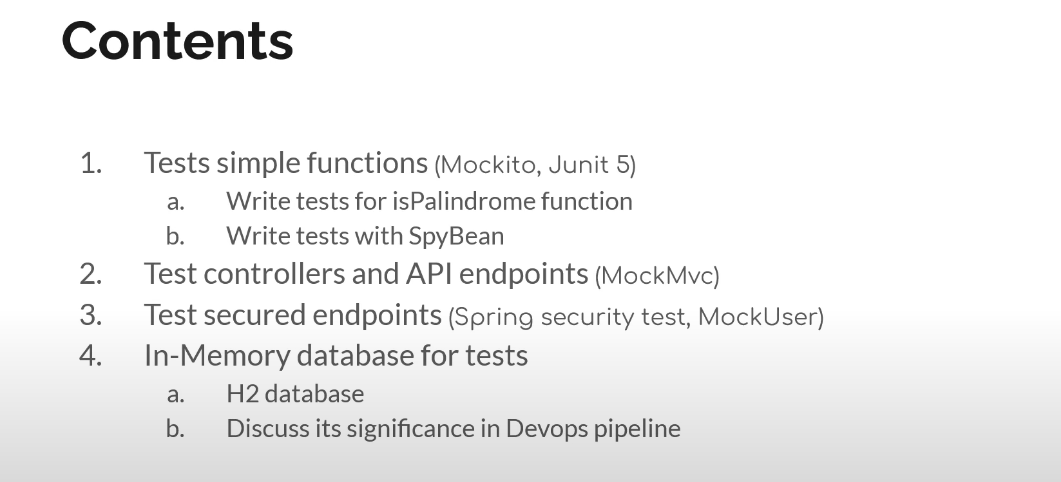 Contents
1. Tests simple functions (Mockito, Junit 5)
a. Write tests for isPalindrome function
b. Write tests with SpyBean
2. Test controllers and API endpoints (MockMvc)
3. Test secured endpoints (Spring security test, MockUser)
4. In-Memory database for tests
a. H2 database
b. Discuss its significance in Devops pipeline